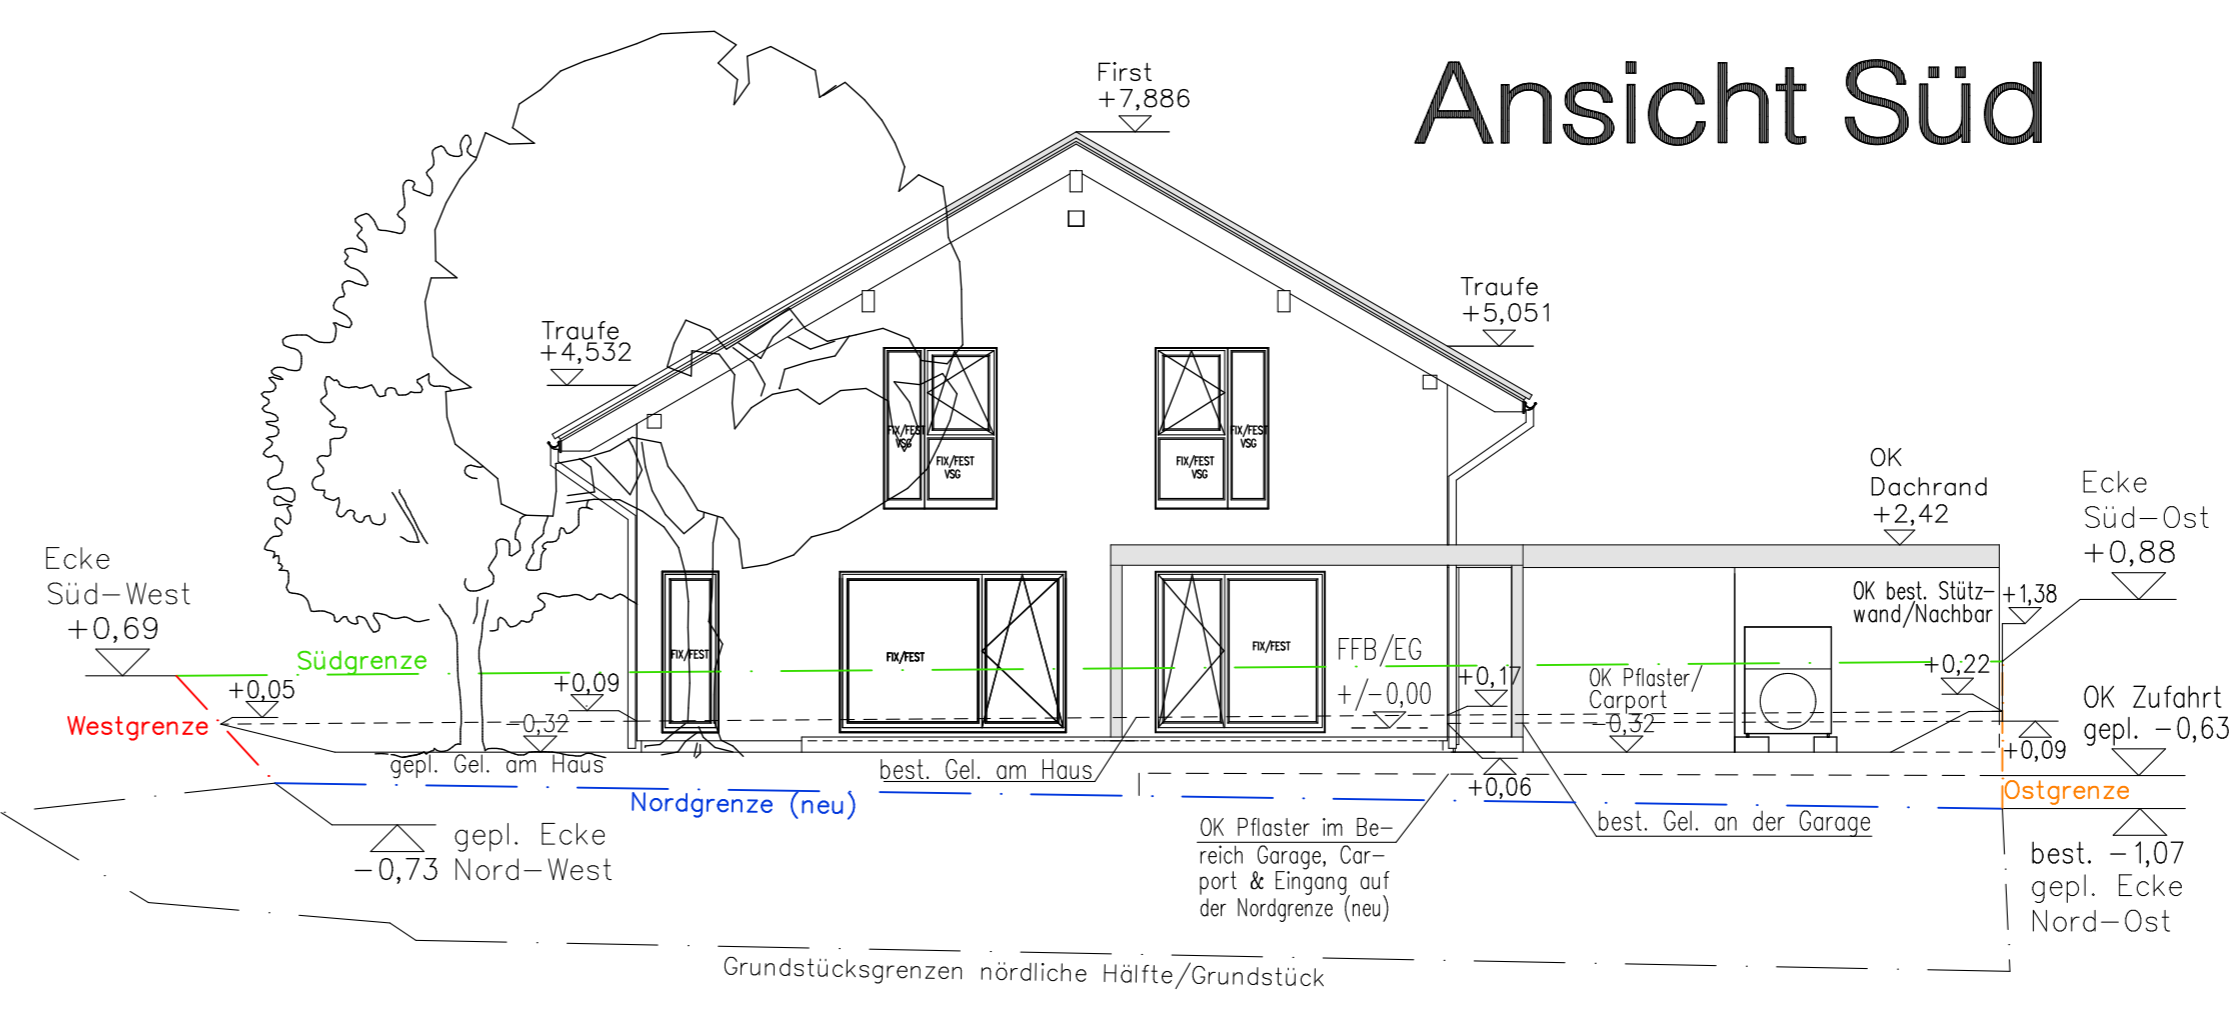 Ansicht Süd
First
+7,886
Traufe
+5,051
Traufe
+4,532
FIX/FEST
VSG
FIX/FEST
VSG
FIX/FEST
VSG
FIX/FEST
VSG
OK
Dachrand
+2,42
Ecke
Süd-Ost
+0,88
Ecke
Süd-West
+0,69
OK best. Stütz-
wand/Nachbar
+1,38
Südgrenze
FIX/FEST
FIX/FEST
FIX/FEST
FFB/EG
+/-0,00
+0,17
OK Pflaster/
Carport
-0,32
+0,22
+0,05
+0,09
-0,32
Westgrenze
OK Zufahrt
gepl. -0,63
+0,09
gepl. Gel. am Haus
best. Gel. am Haus
+0,06
Ostgrenze
Nordgrenze (neu)
OK Pflaster im Be-
reich Garage, Car-
port & Eingang auf
der Nordgrenze (neu)
best. Gel. an der Garage
gepl. Ecke
-0,73 Nord-West
best. -1,07
gepl. Ecke
Nord-Ost
Grundstücksgrenzen nördliche Hälfte/Grundstück